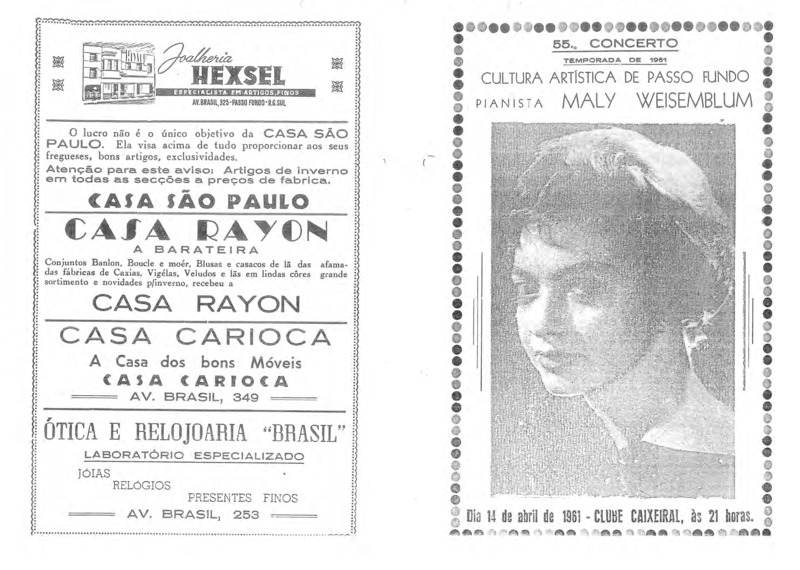 Joalheria
HEXSEL
ESPECIALISTA EM ARTIGOS FINOS
AV. BRASIL, 325 - PASSO FUNDO - R.G. SUL
O lucro não é o único objetivo da CASA SÃO
PAULO. Ela visa acima de tudo proporcionar aos seus
fregueses, bons artigos, exclusividades.
Atenção para este aviso: Artigos de inverno
em todas as secções a preços de fabrica.
CASA SÃO PAULO
CASA RAYON
A BARATEIRA
Conjuntos Banlon, Boucle e moér, Blusas e casacos de lã das afama-
das fábricas de Caxias, Vigélas, Veludos e lãs em lindas côres grande
sortimento e novidades p/inverno, recebeu a
CASA RAYON
CASA CARIOCA
A Casa dos bons Móveis
CASA CARIOCA
AV. BRASIL, 349
ÓTICA E RELOJOARIA “BRASIL”
LABORATÓRIO ESPECIALIZADO
JÓIAS
RELÓGIOS
PRESENTES FINOS
AV. BRASIL, 253
55.º CONCERTO
TEMPORADA DE 1961
CULTURA ARTÍSTICA DE PASSO FUNDO
PIANISTA MALY WEISEMBLUM
Dia 14 de abril de 1961 - CLUBE CAIXEIRAL, às 21 horas.